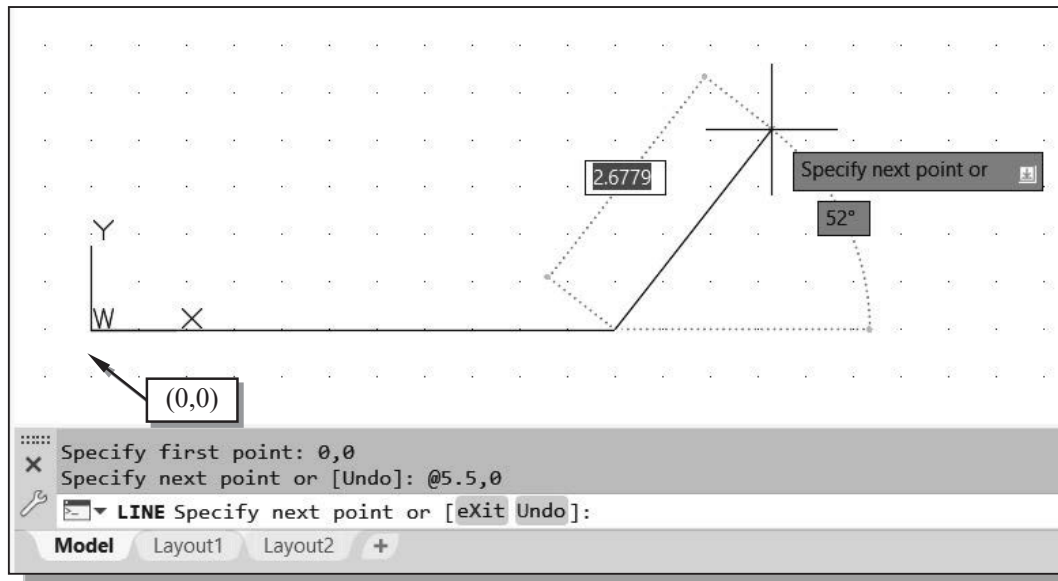 2.6779
Specify next point or
52°
Y
W X
(0,0)
Specify first point: 0,0
Specify next point or [Undo]: @5.5,0
LINE Specify next point or [eXit Undo]:
Model Layout1 Layout2 +